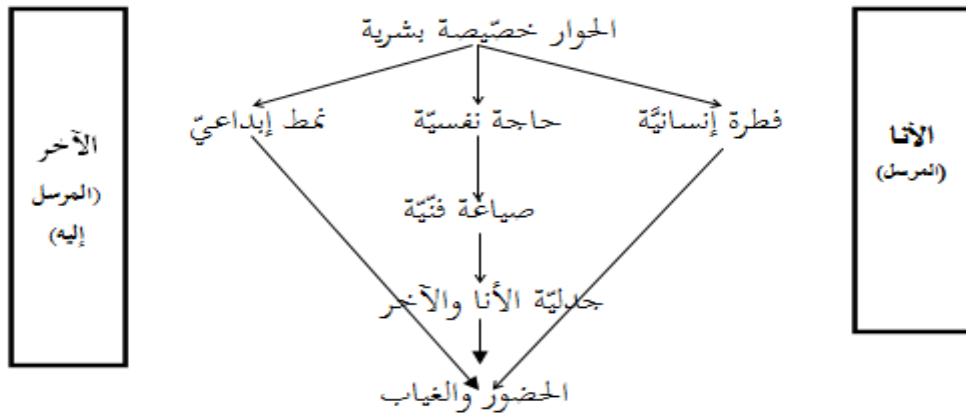 الحوار خصّيصة بشرية
فطرة إنسانيَّة
حاجة نفسيّة
نمط إبداعيّ
صياغة فنّيّة
جدليّة الأنا والآخر
الحضور والغياب
الأنا
(المرسل)
الآخر
(المرسل
إليه)